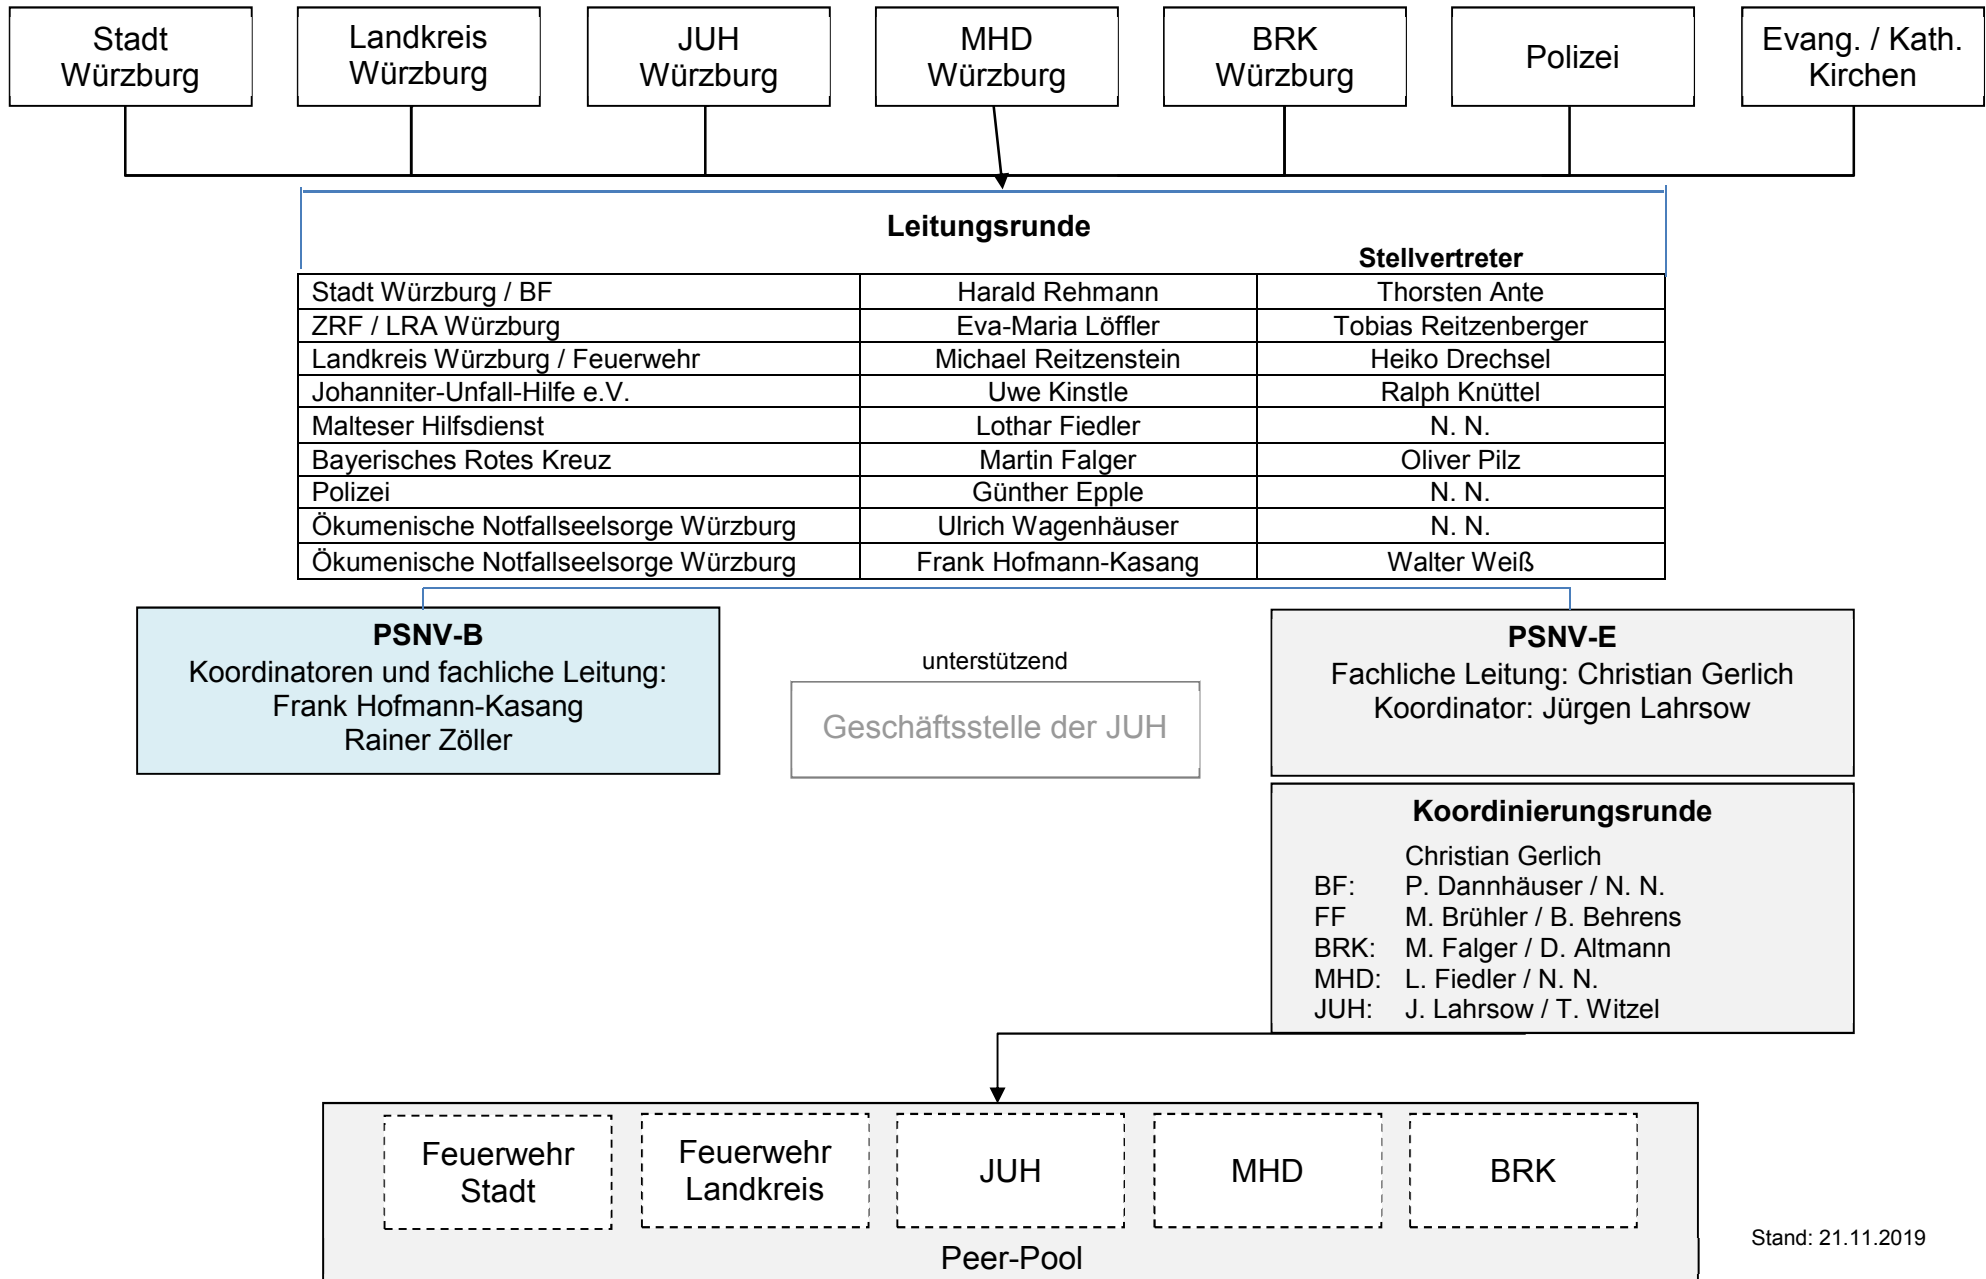 Stadt
Würzburg
Landkreis
Würzburg
JUH
Würzburg
MHD
Würzburg
BRK
Würzburg
Polizei
Evang. / Kath.
Kirchen
Leitungsrunde
Stellvertreter
Stadt Würzburg / BF Harald Rehmann Thorsten Ante
ZRF / LRA Würzburg Eva-Maria Löffler Tobias Reitzenberger
Landkreis Würzburg / Feuerwehr Michael Reitzenstein Heiko Drechsel
Johanniter-Unfall-Hilfe e.V. Uwe Kinstle Ralph Knüttel
Malteser Hilfsdienst Lothar Fiedler N. N.
Bayerisches Rotes Kreuz Martin Falger Oliver Pilz
Polizei Günther Epple N. N.
Ökumenische Notfallseelsorge Würzburg Ulrich Wagenhäuser N. N.
Ökumenische Notfallseelsorge Würzburg Frank Hofmann-Kasang Walter Weiß
PSNV-B
Koordinatoren und fachliche Leitung:
Frank Hofmann-Kasang
Rainer Zöller
unterstützend
Geschäftsstelle der JUH
PSNV-E
Fachliche Leitung: Christian Gerlich
Koordinator: Jürgen Lahrsow
Koordinierungsrunde
Christian Gerlich
BF: P. Dannhäuser / N. N.
FF M. Brühler / B. Behrens
BRK: M. Falger / D. Altmann
MHD: L. Fiedler / N. N.
JUH: J. Lahrsow / T. Witzel
Feuerwehr
Stadt
Feuerwehr
Landkreis
JUH
MHD
BRK
Peer-Pool
Stand: 21.11.2019